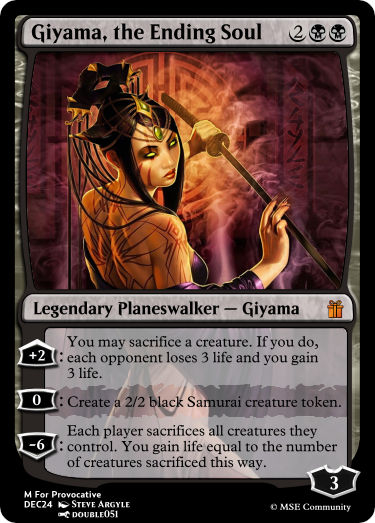 Giyama, the Ending Soul 2
Legendary Planeswalker — Giyama
+2: You may sacrifice a creature. If you do,
each opponent loses 3 life and you gain
3 life.
0: Create a 2/2 black Samurai creature token.
-6: Each player sacrifices all creatures they
control. You gain life equal to the number
of creatures sacrificed this way.
3
M For Provocative
DEC24 Steve Argyle
double051
© MSE Community